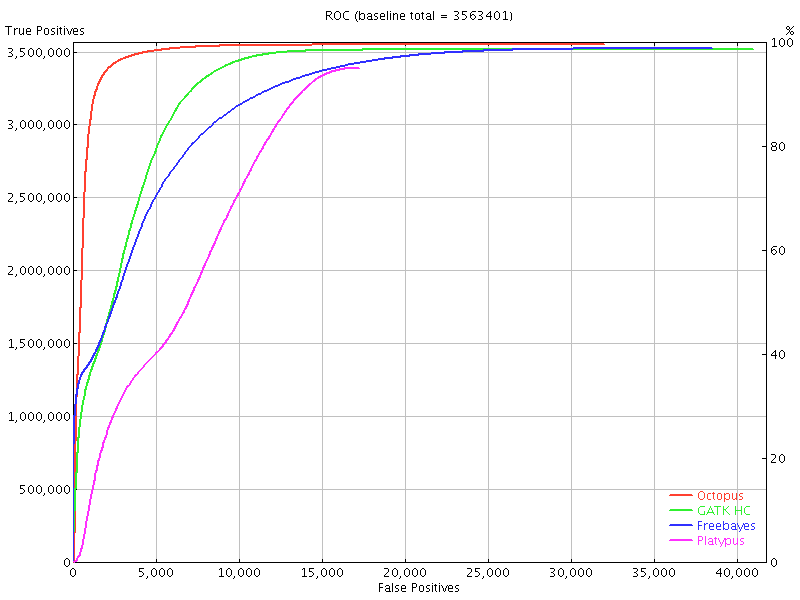 ROC (baseline total = 3563401)
True Positives
%
3,500,000
3,000,000
2,500,000
2,000,000
1,500,000
1,000,000
500,000
0
100
80
60
40
20
0
Octopus
GATK HC
Freebayes
Platypus
0 5,000 10,000 15,000 20,000 25,000 30,000 35,000 40,000
False Positives